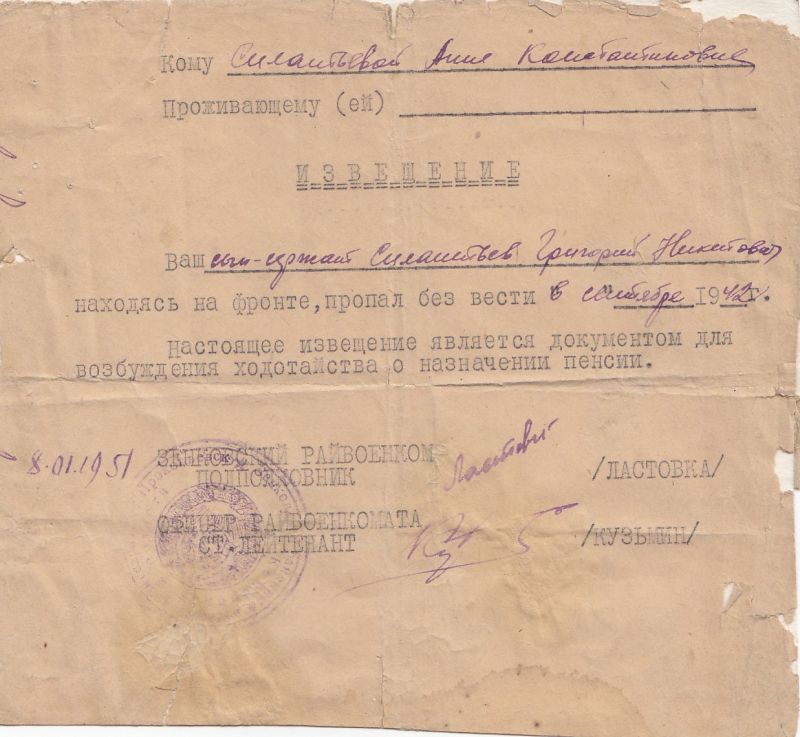 Кому Силантьевой Анне Константиновне
Проживающему (ей)
ИЗВЕЩЕНИЕ
Ваш сын-сержант Силантьев Григорий Никитович
находясь на фронте, пропал без вести в сентябре 1942г.
Настоящее извещение является документом для
возбуждения ходотайства о назначении пенсии.
8.01.1951 ЗЕНКОВСКИЙ РАЙВОЕНКОМ
ПОДПОЛКОВНИК /ЛАСТОВКА/
ОФИЦЕР РАЙВОЕНКОМАТА
СТ.ЛЕЙТЕНАНТ /КУЗЬМИН/